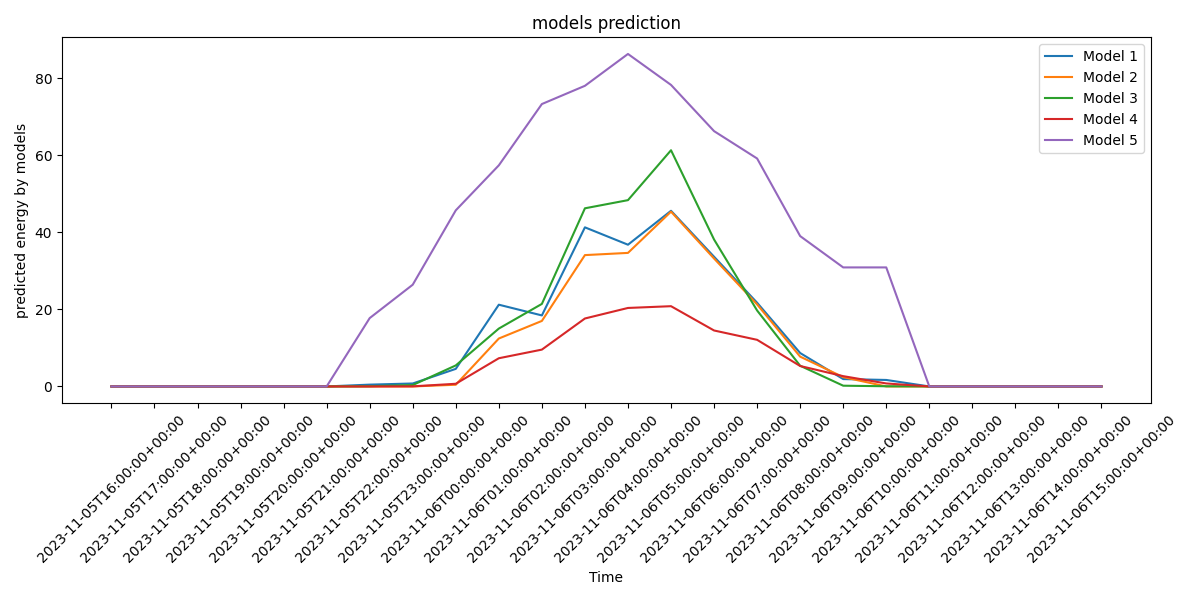 models prediction
predicted energy by models
80
60
40
20
0
Model 1
Model 2
Model 3
Model 4
Model 5
2023-11-05T16:00:00+00:00
2023-11-05T17:00:00+00:00
2023-11-05T18:00:00+00:00
2023-11-05T19:00:00+00:00
2023-11-05T20:00:00+00:00
2023-11-05T21:00:00+00:00
2023-11-05T22:00:00+00:00
2023-11-05T23:00:00+00:00
2023-11-06T00:00:00+00:00
2023-11-06T01:00:00+00:00
2023-11-06T02:00:00+00:00
2023-11-06T03:00:00+00:00
2023-11-06T04:00:00+00:00
2023-11-06T05:00:00+00:00
2023-11-06T06:00:00+00:00
2023-11-06T07:00:00+00:00
2023-11-06T08:00:00+00:00
2023-11-06T09:00:00+00:00
2023-11-06T10:00:00+00:00
2023-11-06T11:00:00+00:00
2023-11-06T12:00:00+00:00
2023-11-06T13:00:00+00:00
2023-11-06T14:00:00+00:00
2023-11-06T15:00:00+00:00
Time